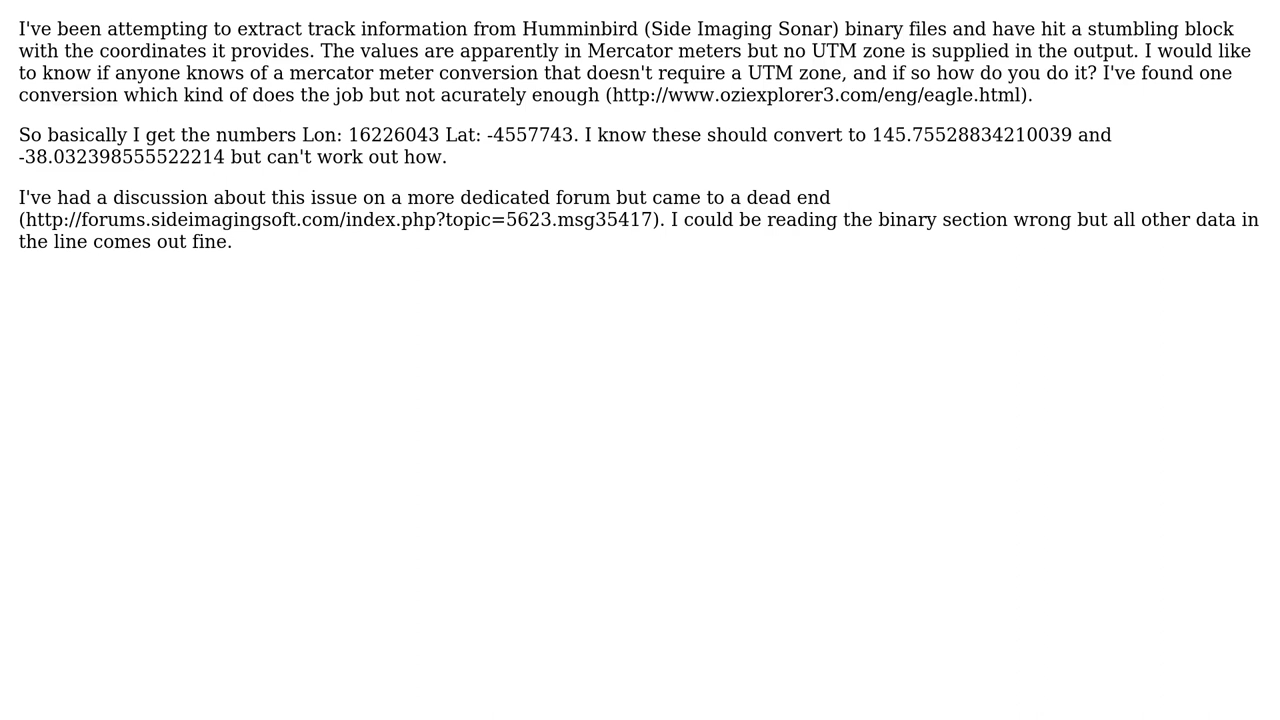 I've been attempting to extract track information from Humminbird (Side Imaging Sonar) binary files and have hit a stumbling block
with the coordinates it provides. The values are apparently in Mercator meters but no UTM zone is supplied in the output. I would like
to know if anyone knows of a mercator meter conversion that doesn't require a UTM zone, and if so how do you do it? I've found one
conversion which kind of does the job but not acurately enough (http://www.oziexplorer3.com/eng/eagle.html).
So basically I get the numbers Lon: 16226043 Lat: -4557743. I know these should convert to 145.75528834210039 and
-38.032398555522214 but can't work out how.
I've had a discussion about this issue on a more dedicated forum but came to a dead end
(http://forums.sideimagingsoft.com/index.php?topic=5623.msg35417). I could be reading the binary section wrong but all other data in
the line comes out fine.